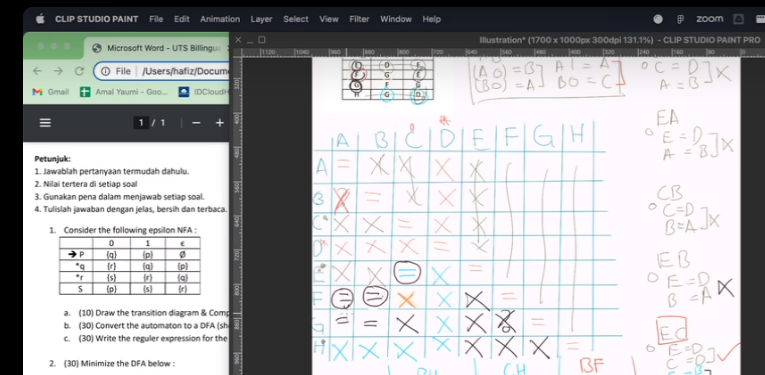 CLIP STUDIO PAINT File Edit Animation Layer Select View Filter Window Help zoom
Microsoft Word - UTS Billingua
Illustration* (1700 x 1000px 300dpi 131.1%) - CLIP STUDIO PAINT PRO
File | /Users/hafiz/Docum
Gmail Amal Yaumi - Goo... IDCloudH
1 / 1 | - +
Petunjuk:
1. Jawablah pertanyaan termudah dahulu.
2. Nilai tertera di setiap soal
3. Gunakan pena dalam menjawab setiap soal.
4. Tulislah jawaban dengan jelas, bersih dan terbaca.
1. Consider the following epsilon NFA :
0 1 ε
→ P {q} {p} Ø
*q {r} {q} {p}
*r {s} {r} {q}
S {p} {s} {r}
a. (10) Draw the transition diagram & Comp
b. (30) Convert the automaton to a DFA (sh
c. (30) Write the reguler expression for the
2. (30) Minimize the DFA below :
A B C D E F G H
A = X X X X
B X = X X X
C X X = X X
D X X X = X
E X X = X =
F = = X X X =
G = = X X X X =
H X X X X X X X =
C = D
A = B X
EA
E = D
A = B X
CB
C = D
B = A X
EB
E = D
B = A X
EC
E = D
C = D
CH
BF